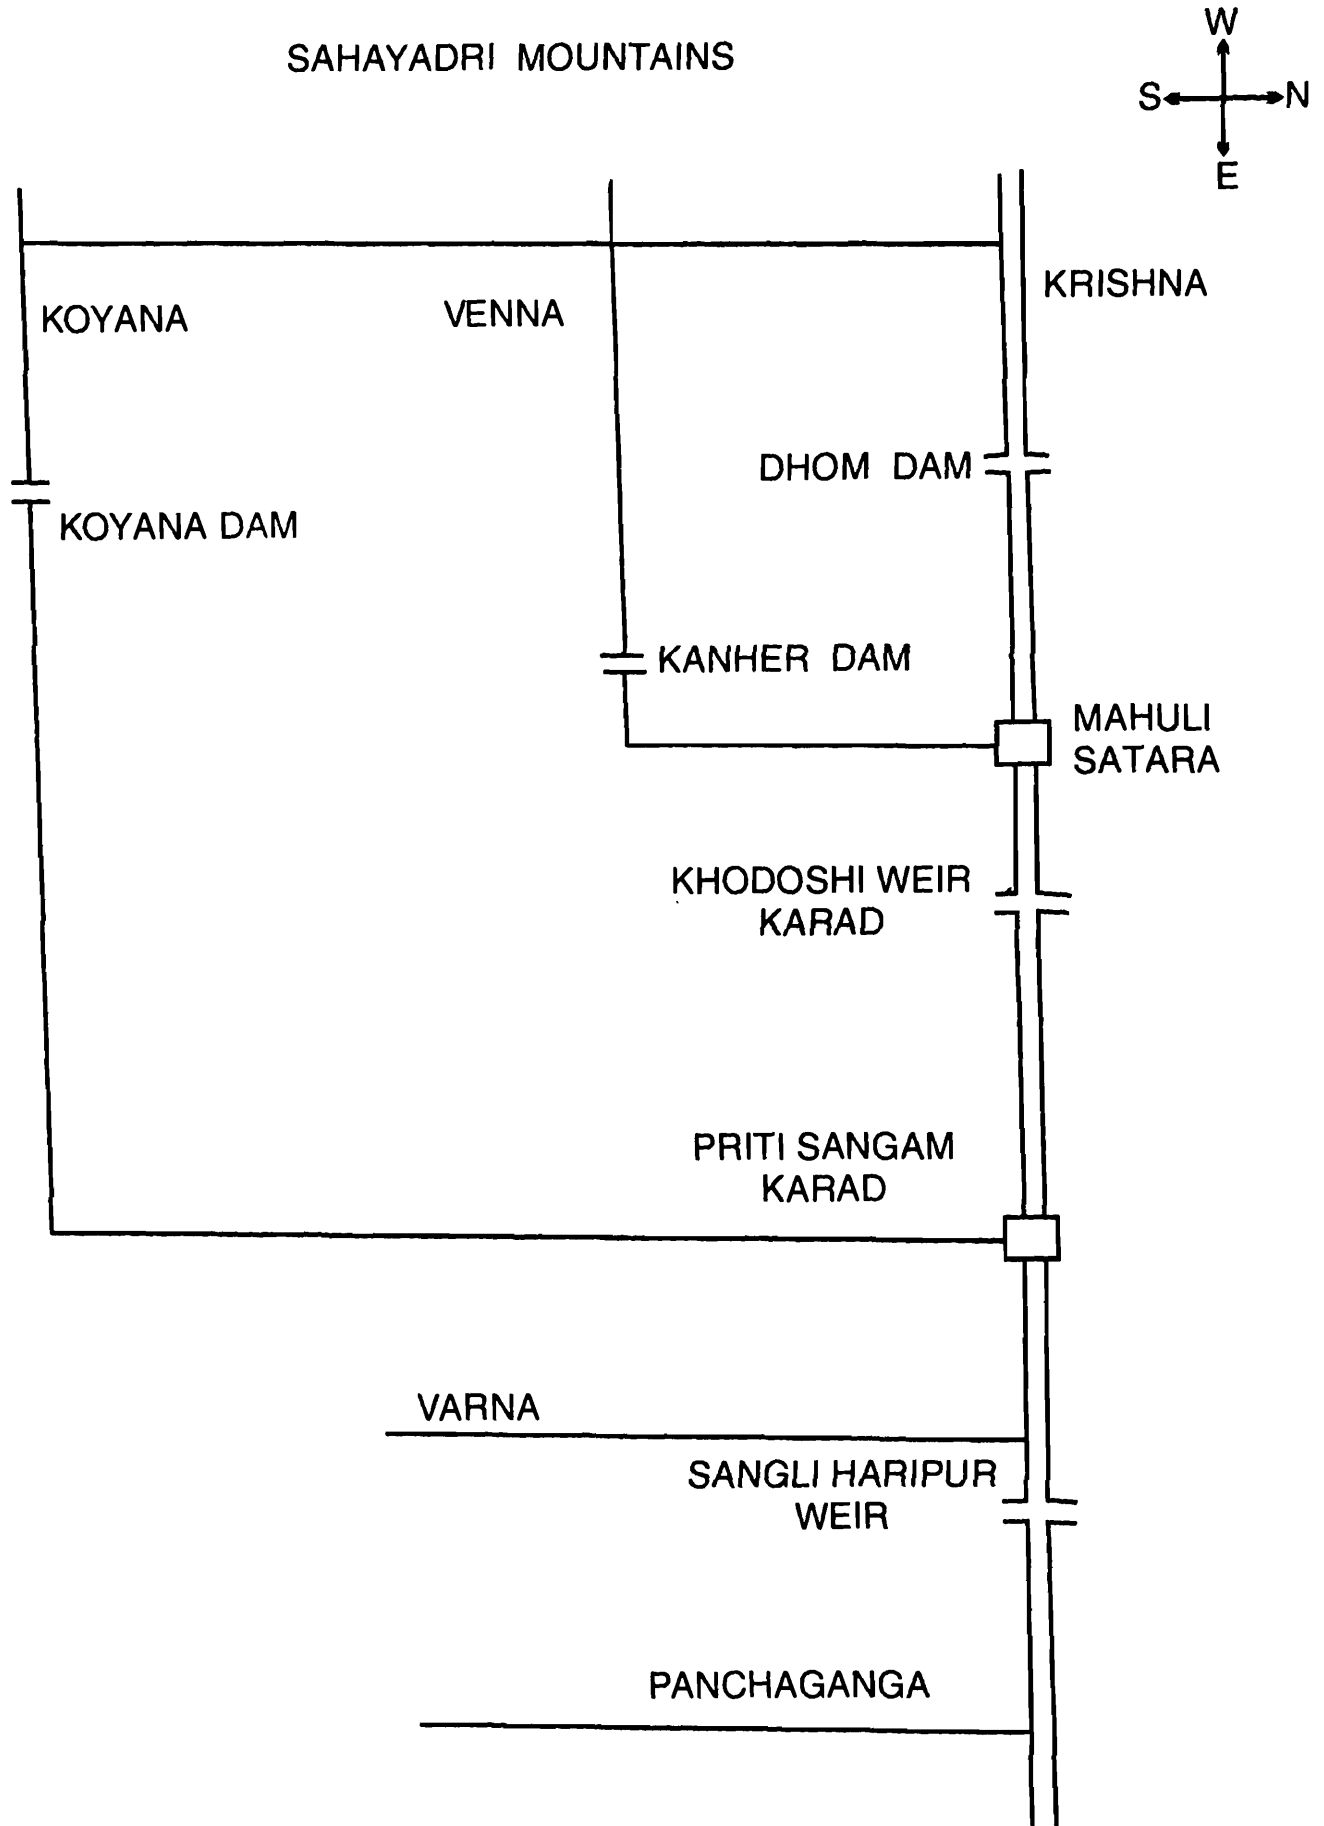 W
SAHAYADRI MOUNTAINS
S N
E
KRISHNA
KOYANA
VENNA
DHOM DAM
KOYANA DAM
KANHER DAM
MAHULI
SATARA
KHODOSHI WEIR
KARAD
PRITI SANGAM
KARAD
VARNA
SANGLI HARIPUR
WEIR
PANCHAGANGA